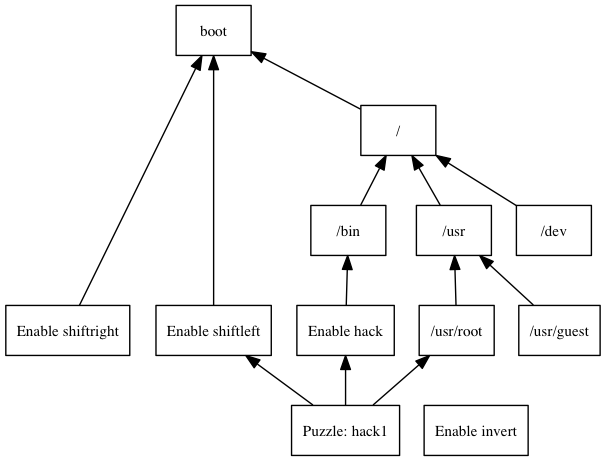 boot
/
/bin
/usr
/dev
Enable shiftright
Enable shiftleft
Enable hack
/usr/root
/usr/guest
Puzzle: hack1
Enable invert